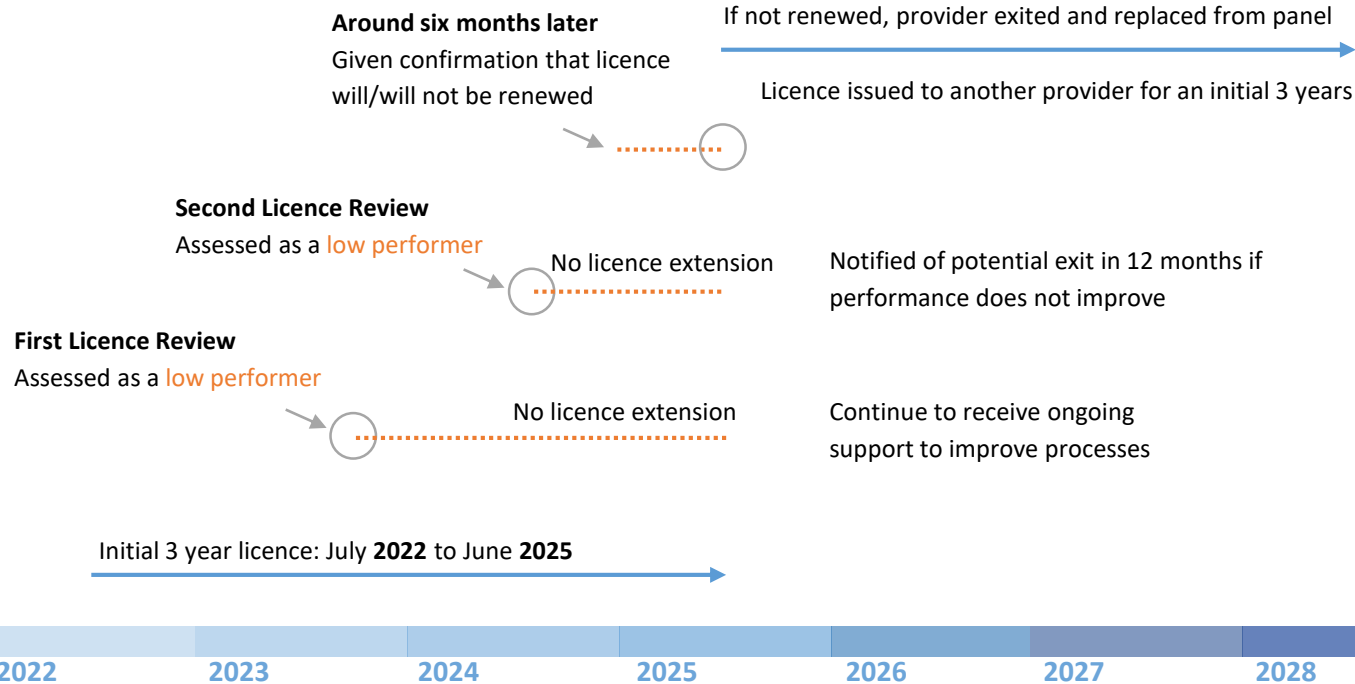 Around six months later
Given confirmation that licence
will/will not be renewed
If not renewed, provider exited and replaced from panel
Licence issued to another provider for an initial 3 years
Second Licence Review
Assessed as a low performer
No licence extension
Notified of potential exit in 12 months if
performance does not improve
First Licence Review
Assessed as a low performer
No licence extension
Continue to receive ongoing
support to improve processes
Initial 3 year licence: July 2022 to June 2025
2022 2023 2024 2025 2026 2027 2028